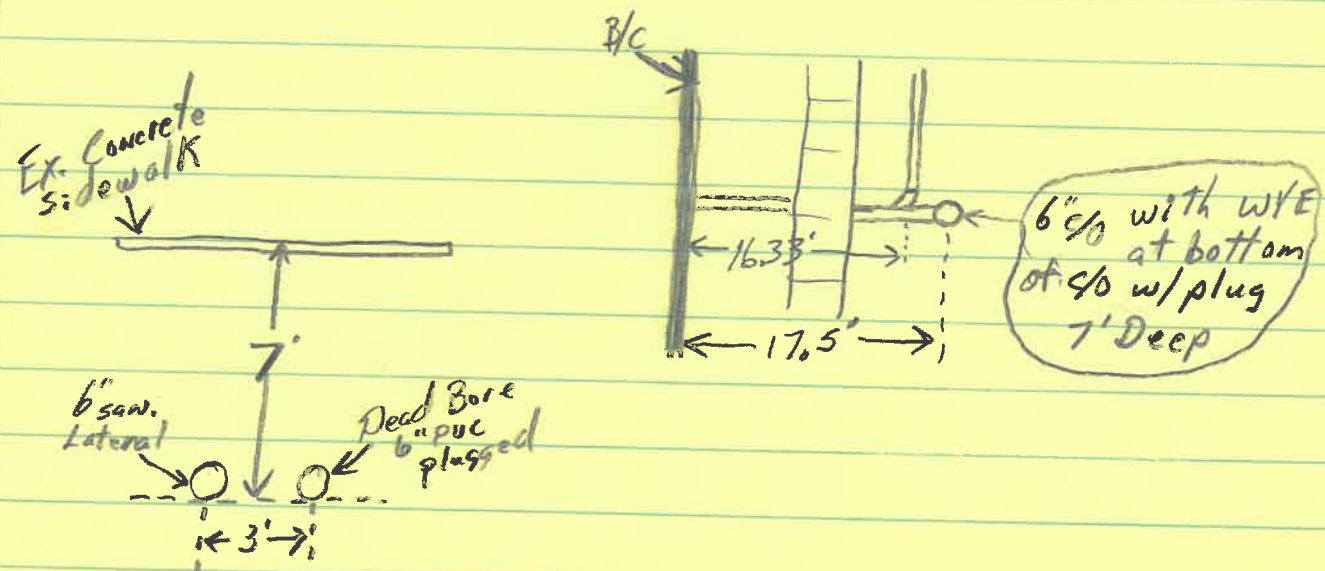 B/C
Ex. Concrete
Sidewalk
16.33'
17.5'
6" c/o with WYE
at bottom
of c/o w/plug
7' Deep
7'
6" san.
Lateral
Dead Bore
6" PVC
plugged
3'